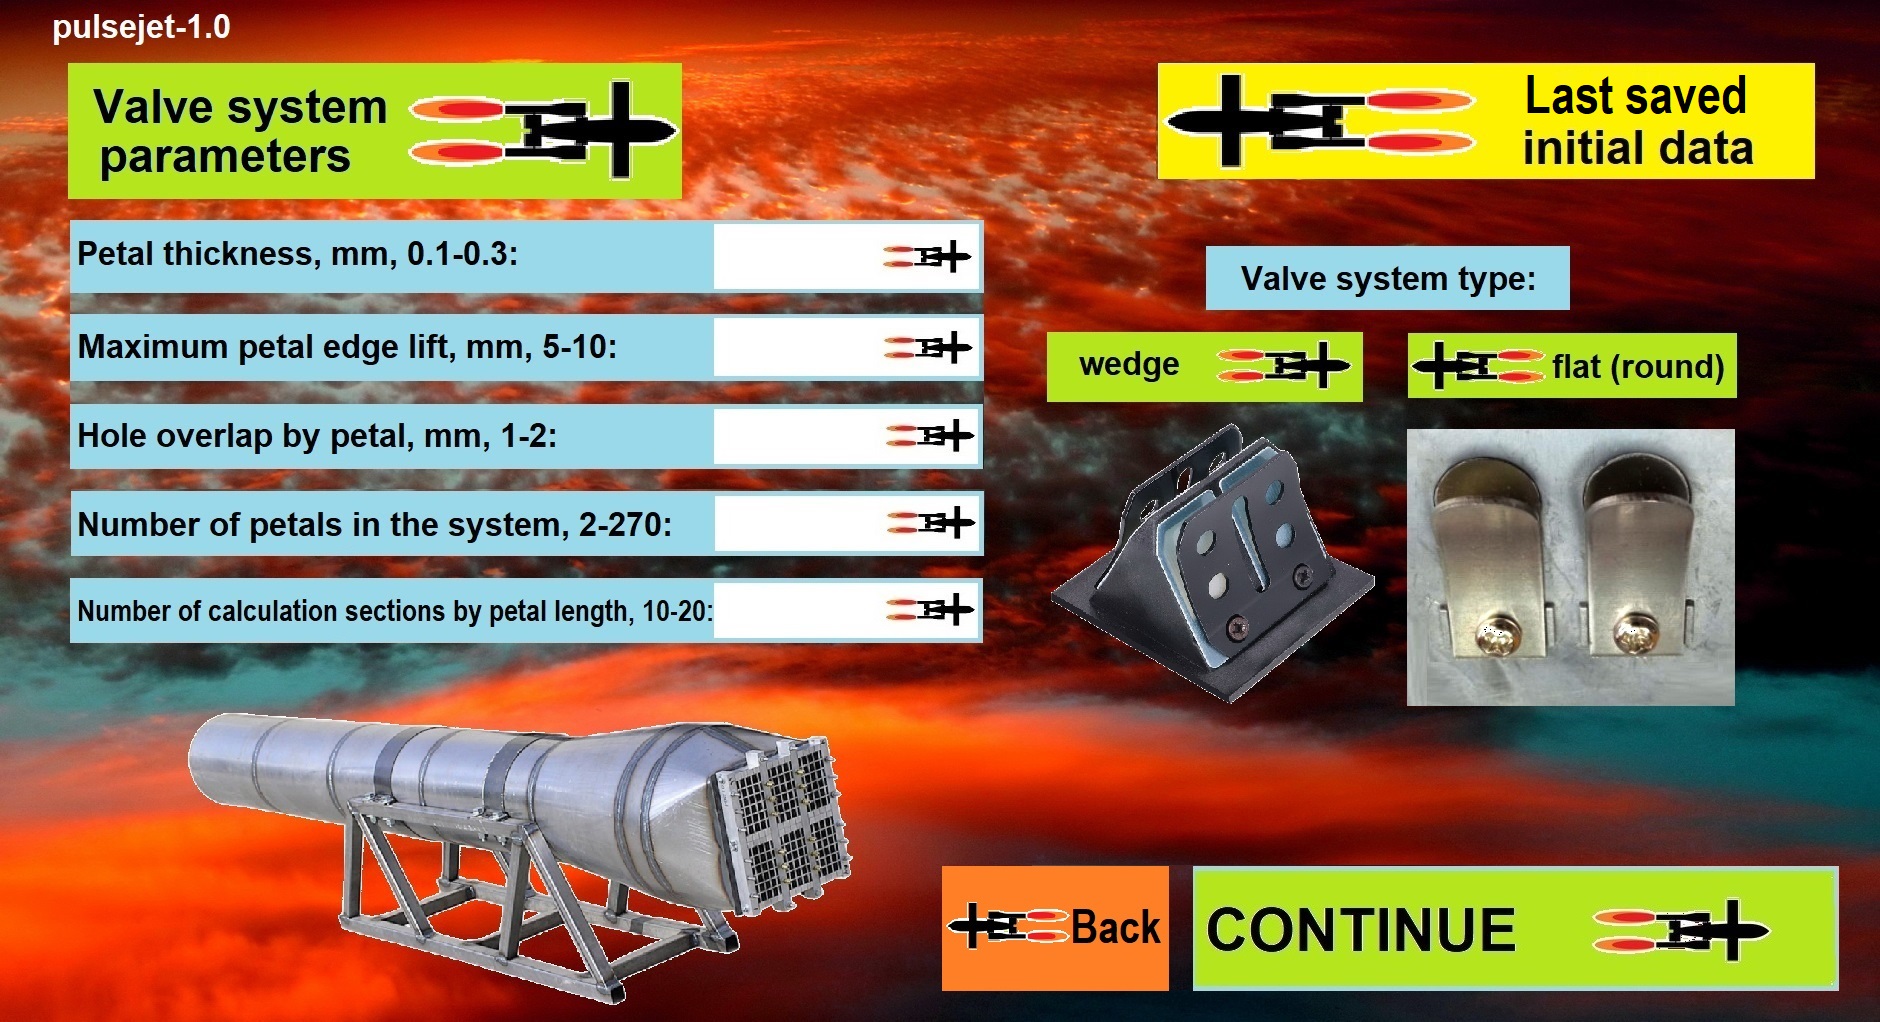 pulsejet-1.0
Valve system
parameters
Last saved
initial data
Petal thickness, mm, 0.1-0.3:
Maximum petal edge lift, mm, 5-10:
Hole overlap by petal, mm, 1-2:
Number of petals in the system, 2-270:
Number of calculation sections by petal length, 10-20:
Valve system type:
wedge
flat (round)
Back
CONTINUE